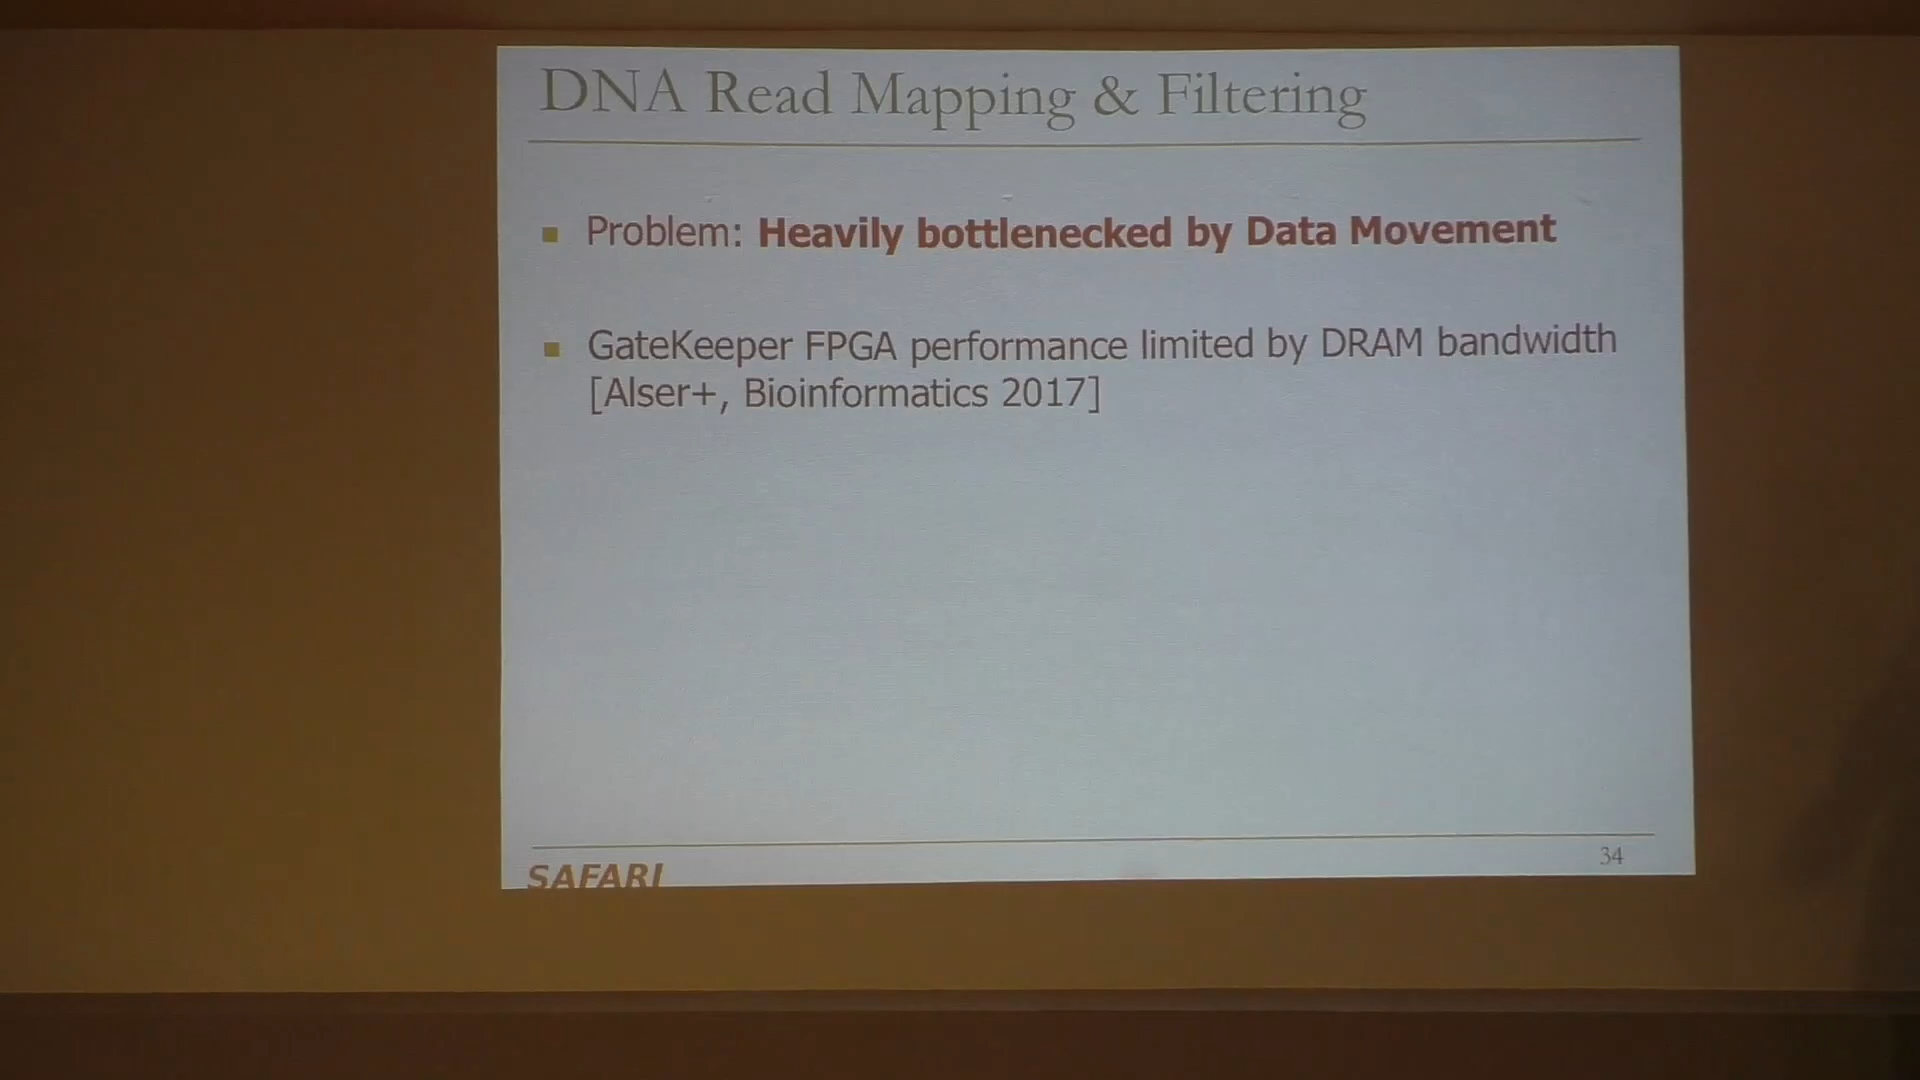 DNA Read Mapping & Filtering
Problem: Heavily bottlenecked by Data Movement
GateKeeper FPGA performance limited by DRAM bandwidth
[Alser+, Bioinformatics 2017]
SAFARI
34